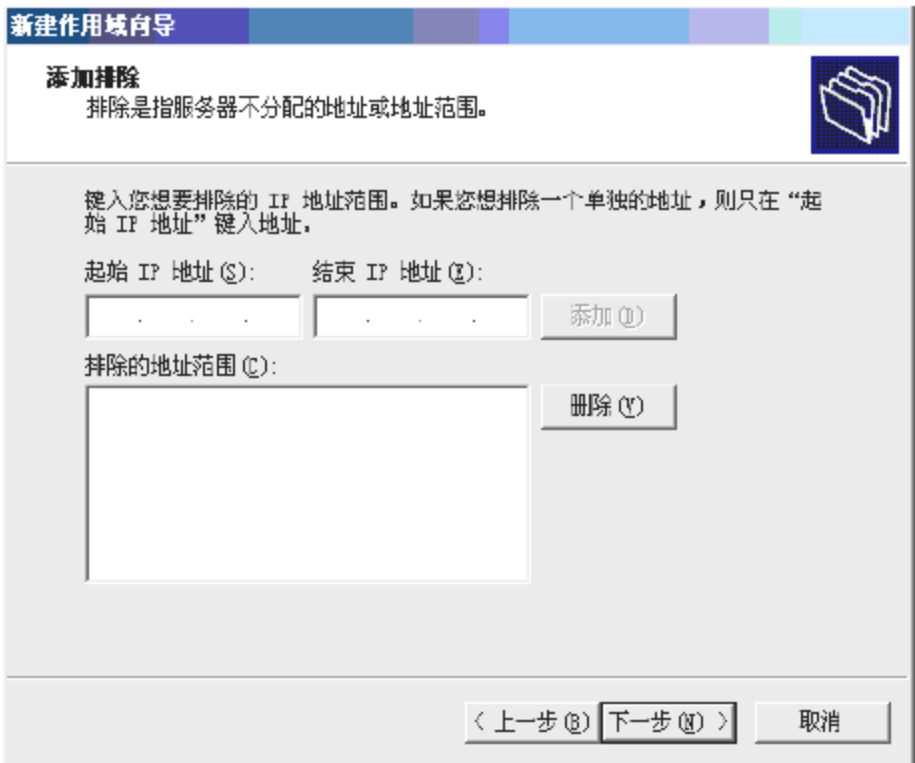 新建作用域向导
添加排除
排除是指服务器不分配的地址或地址范围。
键入您想要排除的 IP 地址范围。如果您想排除一个单独的地址，则只在“起
始 IP 地址”键入地址。
起始 IP 地址(S): 结束 IP 地址(E):
. . . . . . 添加(D)
排除的地址范围(C):
删除(V)
< 上一步(B) 下一步(N) > 取消